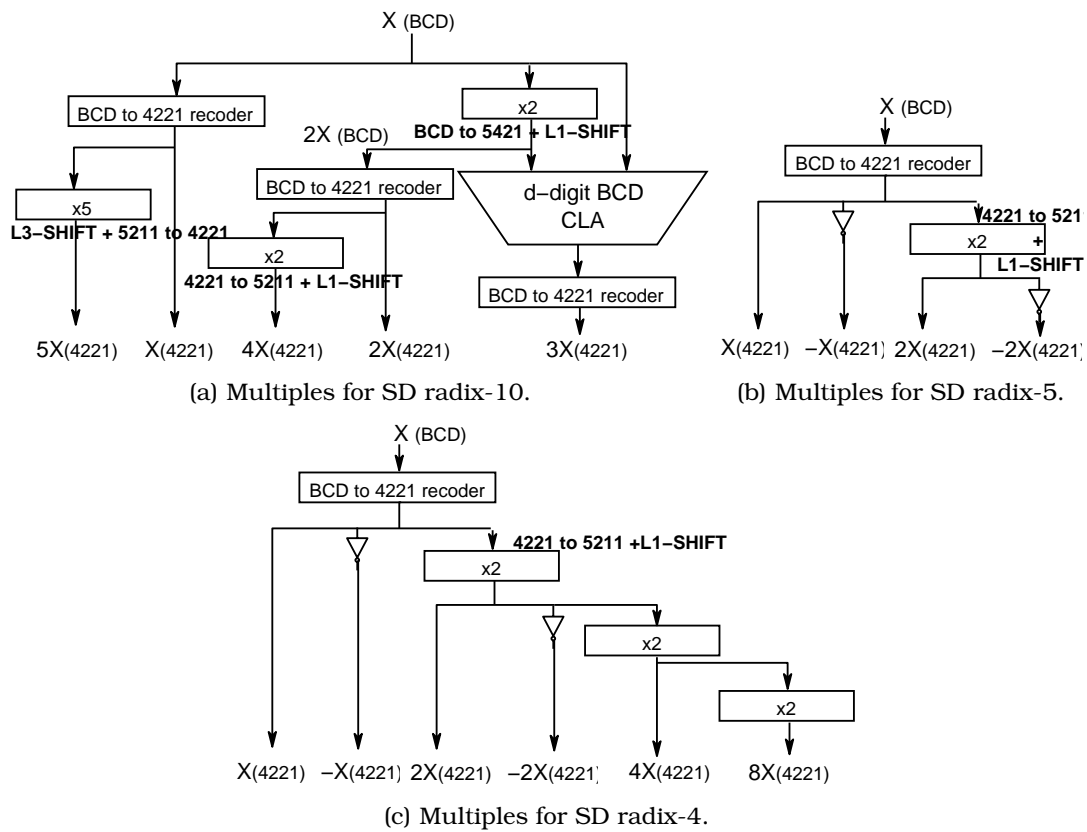 X (BCD)
BCD to 4221 recoder
x2
BCD to 5421 + L1–SHIFT
2X (BCD)
BCD to 4221 recoder
x5
L3–SHIFT + 5211 to 4221
x2
4221 to 5211 + L1–SHIFT
d–digit BCD
CLA
BCD to 4221 recoder
5X(4221) X(4221) 4X(4221) 2X(4221) 3X(4221)
(a) Multiples for SD radix-10.
X (BCD)
BCD to 4221 recoder
4221 to 5211
x2 +
L1–SHIFT
X(4221) –X(4221) 2X(4221) –2X(4221)
(b) Multiples for SD radix-5.
X (BCD)
BCD to 4221 recoder
4221 to 5211 +L1–SHIFT
x2
x2
x2
X(4221) –X(4221) 2X(4221) –2X(4221) 4X(4221) 8X(4221)
(c) Multiples for SD radix-4.